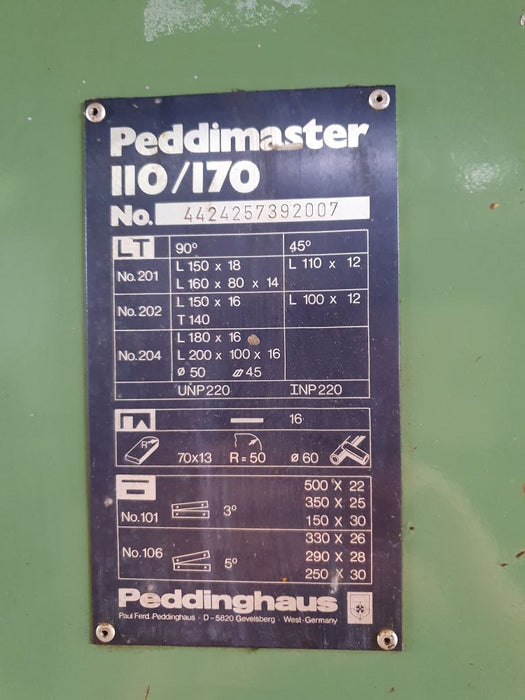 Peddimaster
110/170
No. 4424257392007
LT 90° 45°
No.201 L 150 x 18 L 110 x 12
L 160 x 80 x 14
No.202 L 150 x 16 L 100 x 12
T 140
No.204 L 180 x 16
L 200 x 100 x 16
ø 50 ▱ 45
UNP220 INP220
16
R 70x13 R=50 ø 60
500 X 22
No.101 3° 350 X 25
150 X 30
No.106 5° 330 X 26
290 X 28
250 X 30
Peddinghaus
Paul Ferd. Peddinghaus · D-5820 Gevelsberg · West-Germany